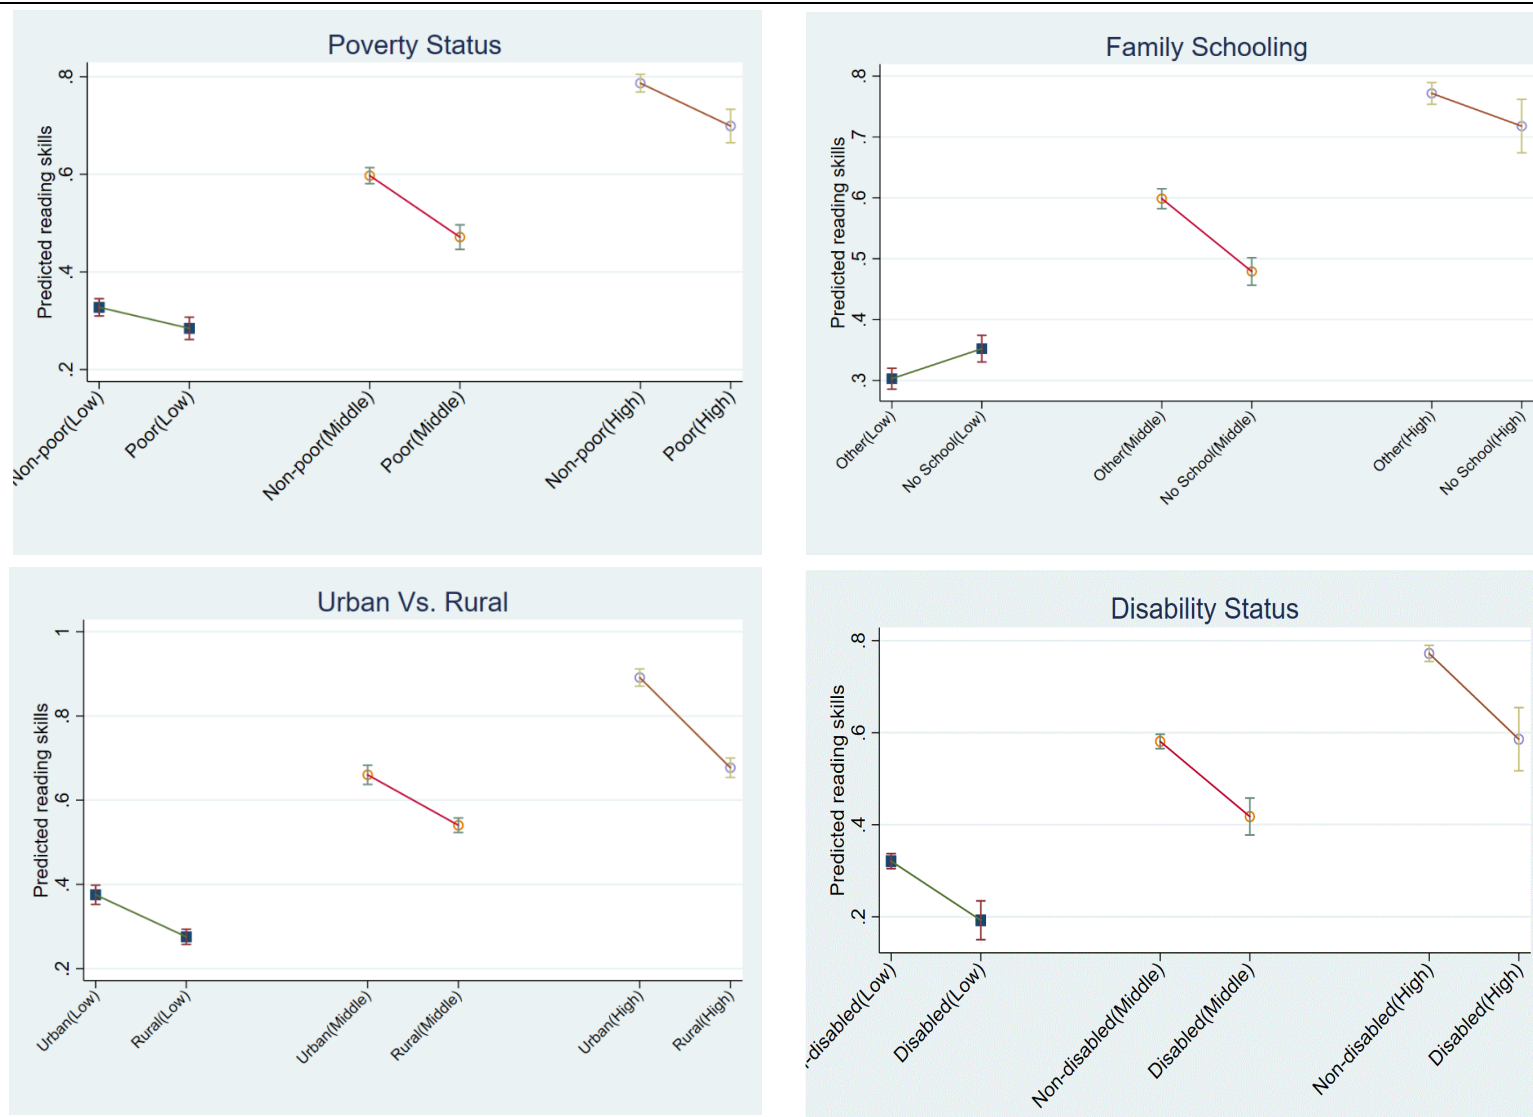 Poverty Status
Predicted reading skills
.8
.6
.4
.2
Non-poor(Low)
Poor(Low)
Non-poor(Middle)
Poor(Middle)
Non-poor(High)
Poor(High)
Family Schooling
Predicted reading skills
.8
.7
.6
.5
.4
.3
Other(Low)
No School(Low)
Other(Middle)
No School(Middle)
Other(High)
No School(High)
Urban Vs. Rural
Predicted reading skills
1
.8
.6
.4
.2
Urban(Low)
Rural(Low)
Urban(Middle)
Rural(Middle)
Urban(High)
Rural(High)
Disability Status
Predicted reading skills
.8
.6
.4
.2
-disabled(Low)
Disabled(Low)
Non-disabled(Middle)
Disabled(Middle)
Non-disabled(High)
Disabled(High)